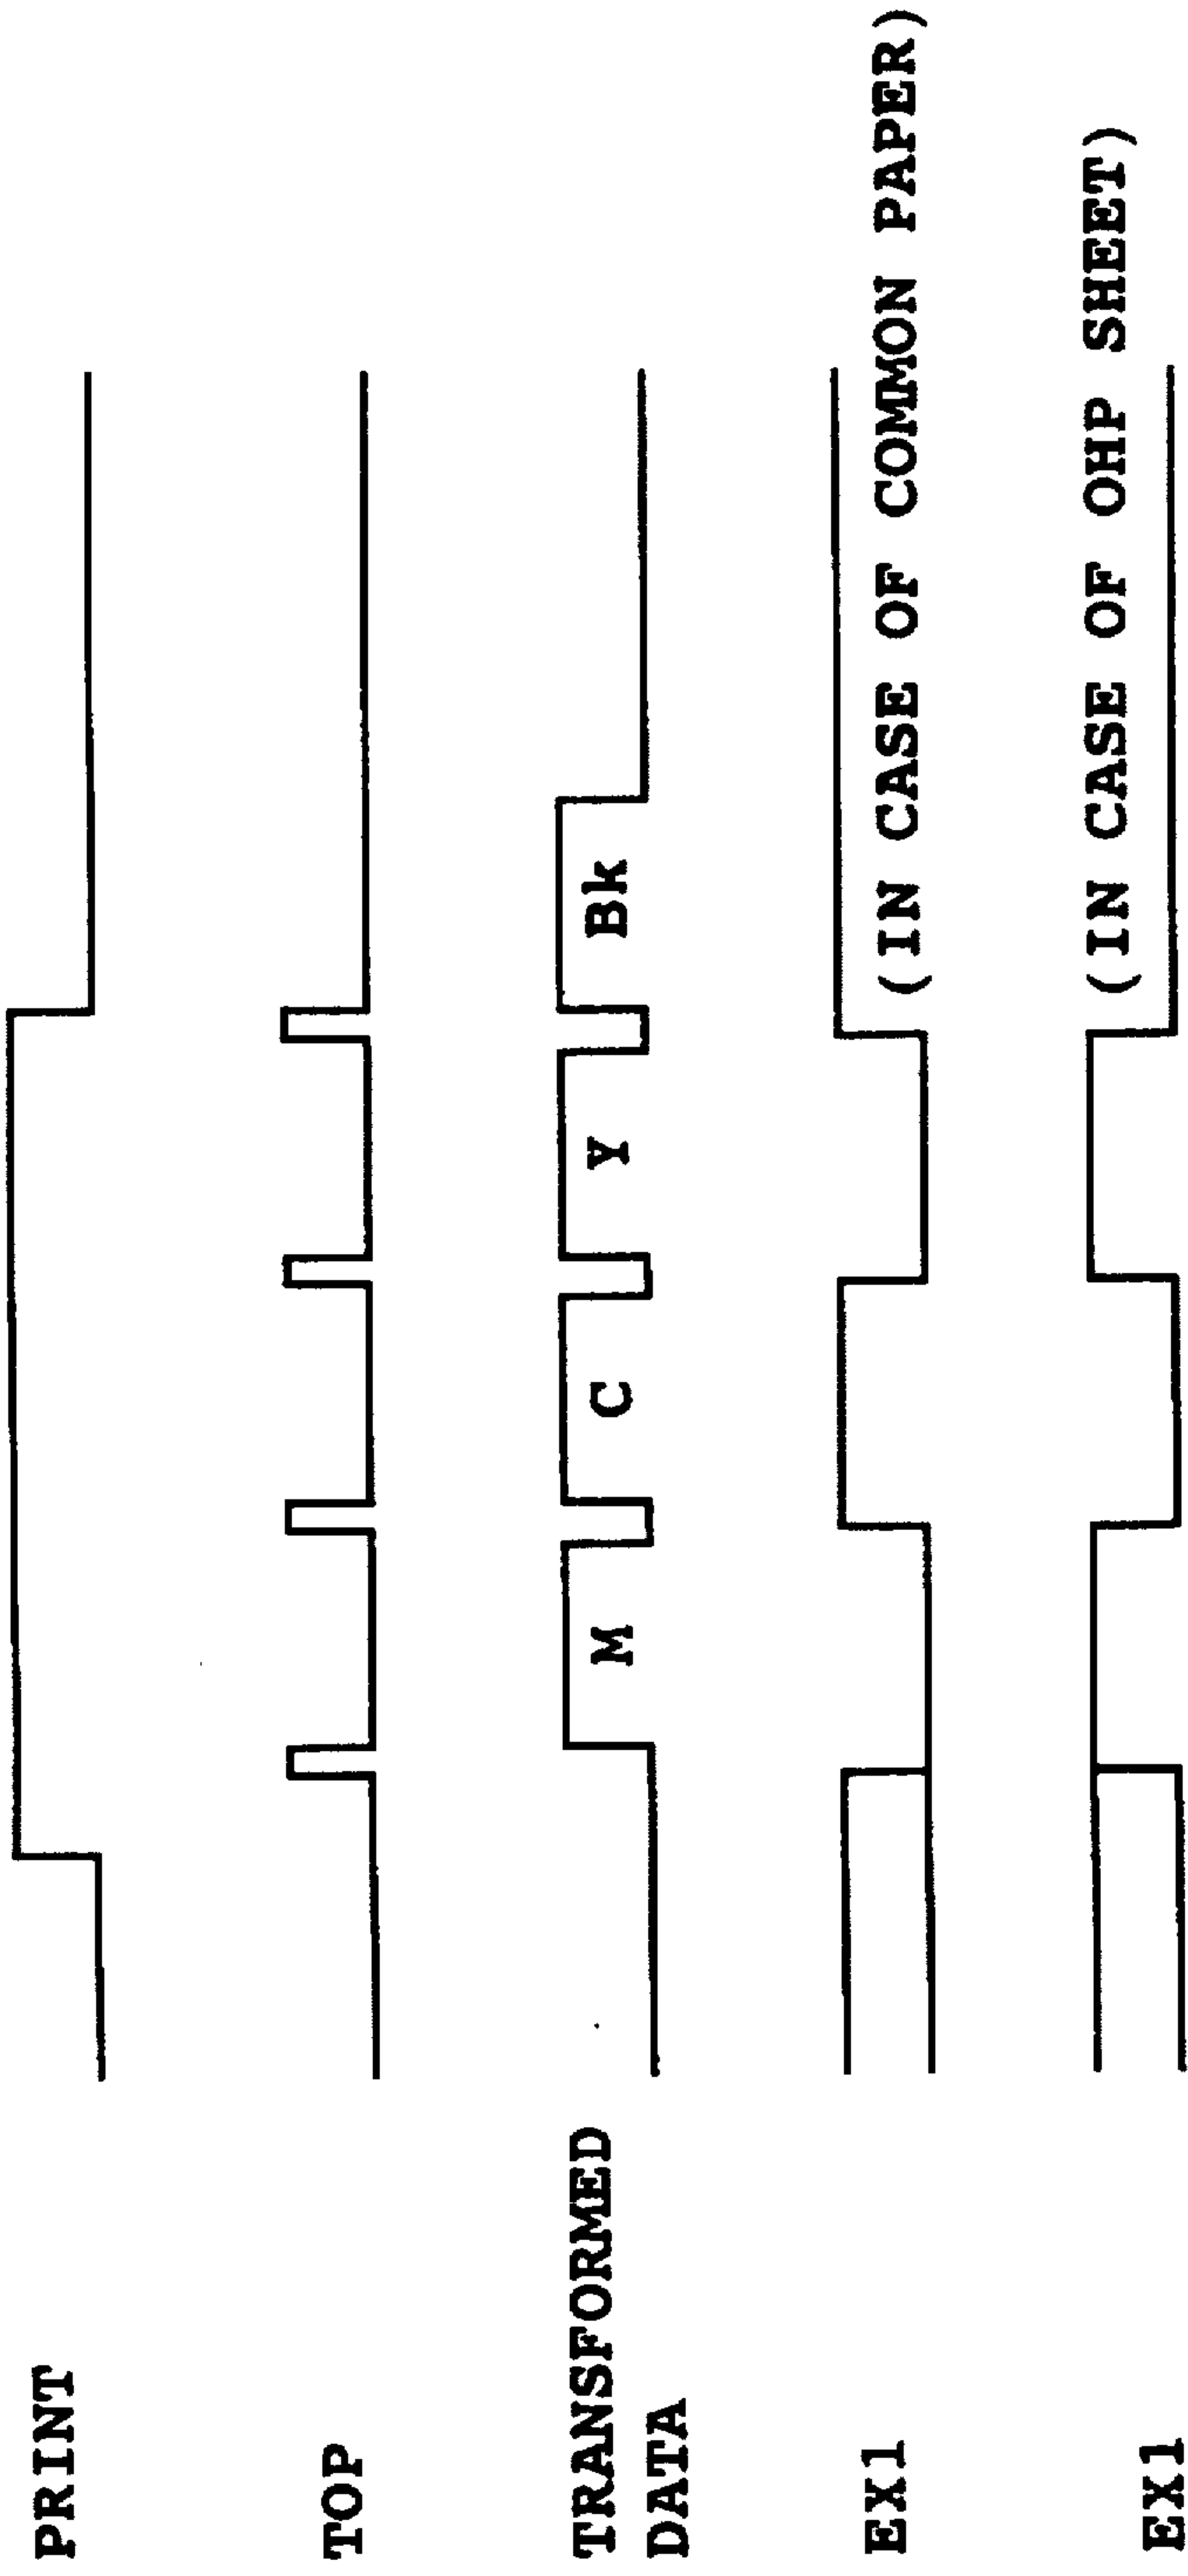 PRINT
TOP
TRANSFORMED
DATA
M C Y Bk
EX1
(IN CASE OF COMMON PAPER)
EX1
(IN CASE OF OHP SHEET)